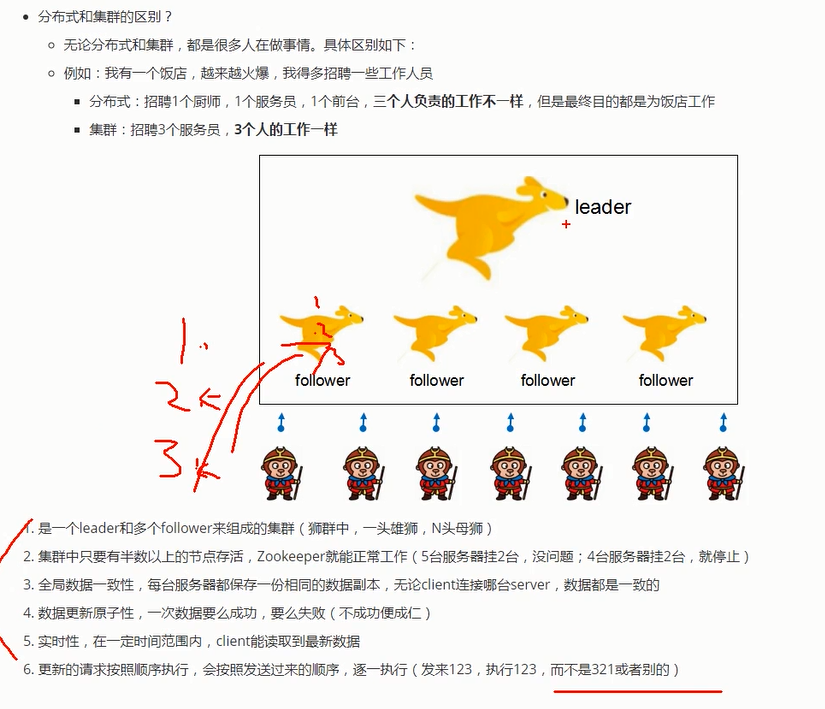 分布式和集群的区别？
无论分布式和集群，都是很多人在做事情。具体区别如下：
例如：我有一个饭店，越来越火爆，我得多招聘一些工作人员
分布式：招聘1个厨师，1个服务员，1个前台，三个人负责的工作不一样，但是最终目的都是为饭店工作
集群：招聘3个服务员，3个人的工作一样
leader
1
2
3
1.
2
3
follower follower follower follower
1. 是一个leader和多个follower来组成的集群（狮群中，一头雄狮，N头母狮）
2. 集群中只要有半数以上的节点存活，Zookeeper就能正常工作（5台服务器挂2台，没问题；4台服务器挂2台，就停止）
3. 全局数据一致性，每台服务器都保存一份相同的数据副本，无论client连接哪台server，数据都是一致的
4. 数据更新原子性，一次数据要么成功，要么失败（不成功便成仁）
5. 实时性，在一定时间范围内，client能读取到最新数据
6. 更新的请求按照顺序执行，会按照发送过来的顺序，逐一执行（发来123，执行123，而不是321或者别的）